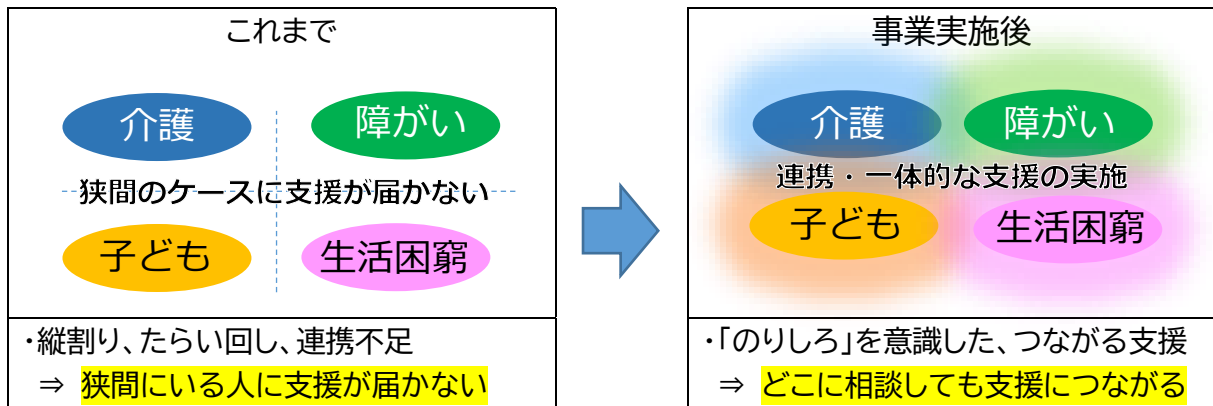 これまで
介護
障がい
狭間のケースに支援が届かない
子ども
生活困窮
・縦割り、たらい回し、連携不足
⇒ 狭間にいる人に支援が届かない
事業実施後
介護
障がい
連携・一体的な支援の実施
子ども
生活困窮
・「のりしろ」を意識した、つながる支援
⇒ どこに相談しても支援につながる